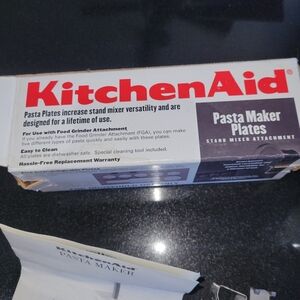 KitchenAid
Pasta Plates increase stand mixer versatility and are
designed for a lifetime of use.
For Use with Food Grinder Attachment
If you already have the Food Grinder Attachment (FGA), you can make
five different types of pasta quickly and easily with these plates.
Easy to Clean
All plates are dishwasher safe. Special cleaning tool included.
Hassle-Free Replacement Warranty
Pasta Maker
Plates
STAND MIXER ATTACHMENT
KitchenAid
PASTA MAKER